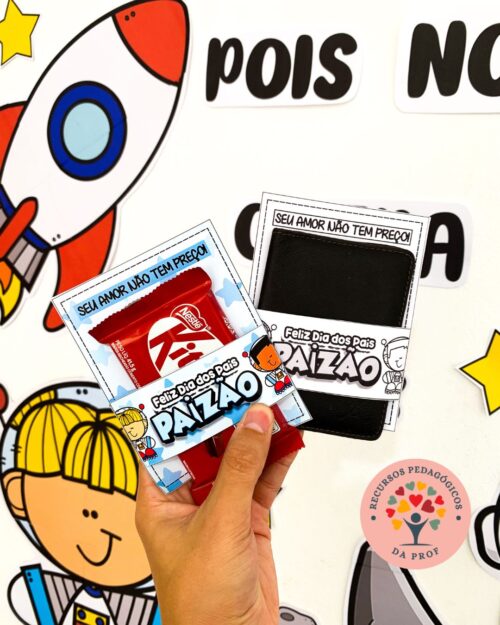 POIS NO
SEU AMOR NÃO TEM PREÇO!
Nestlé
Kit
Feliz Dia dos Pais
PAIZÃO
SEU AMOR NÃO TEM PREÇO!
Feliz Dia dos Pais
PAIZÃO
RECURSOS PEDAGÓGICOS
DA PROF